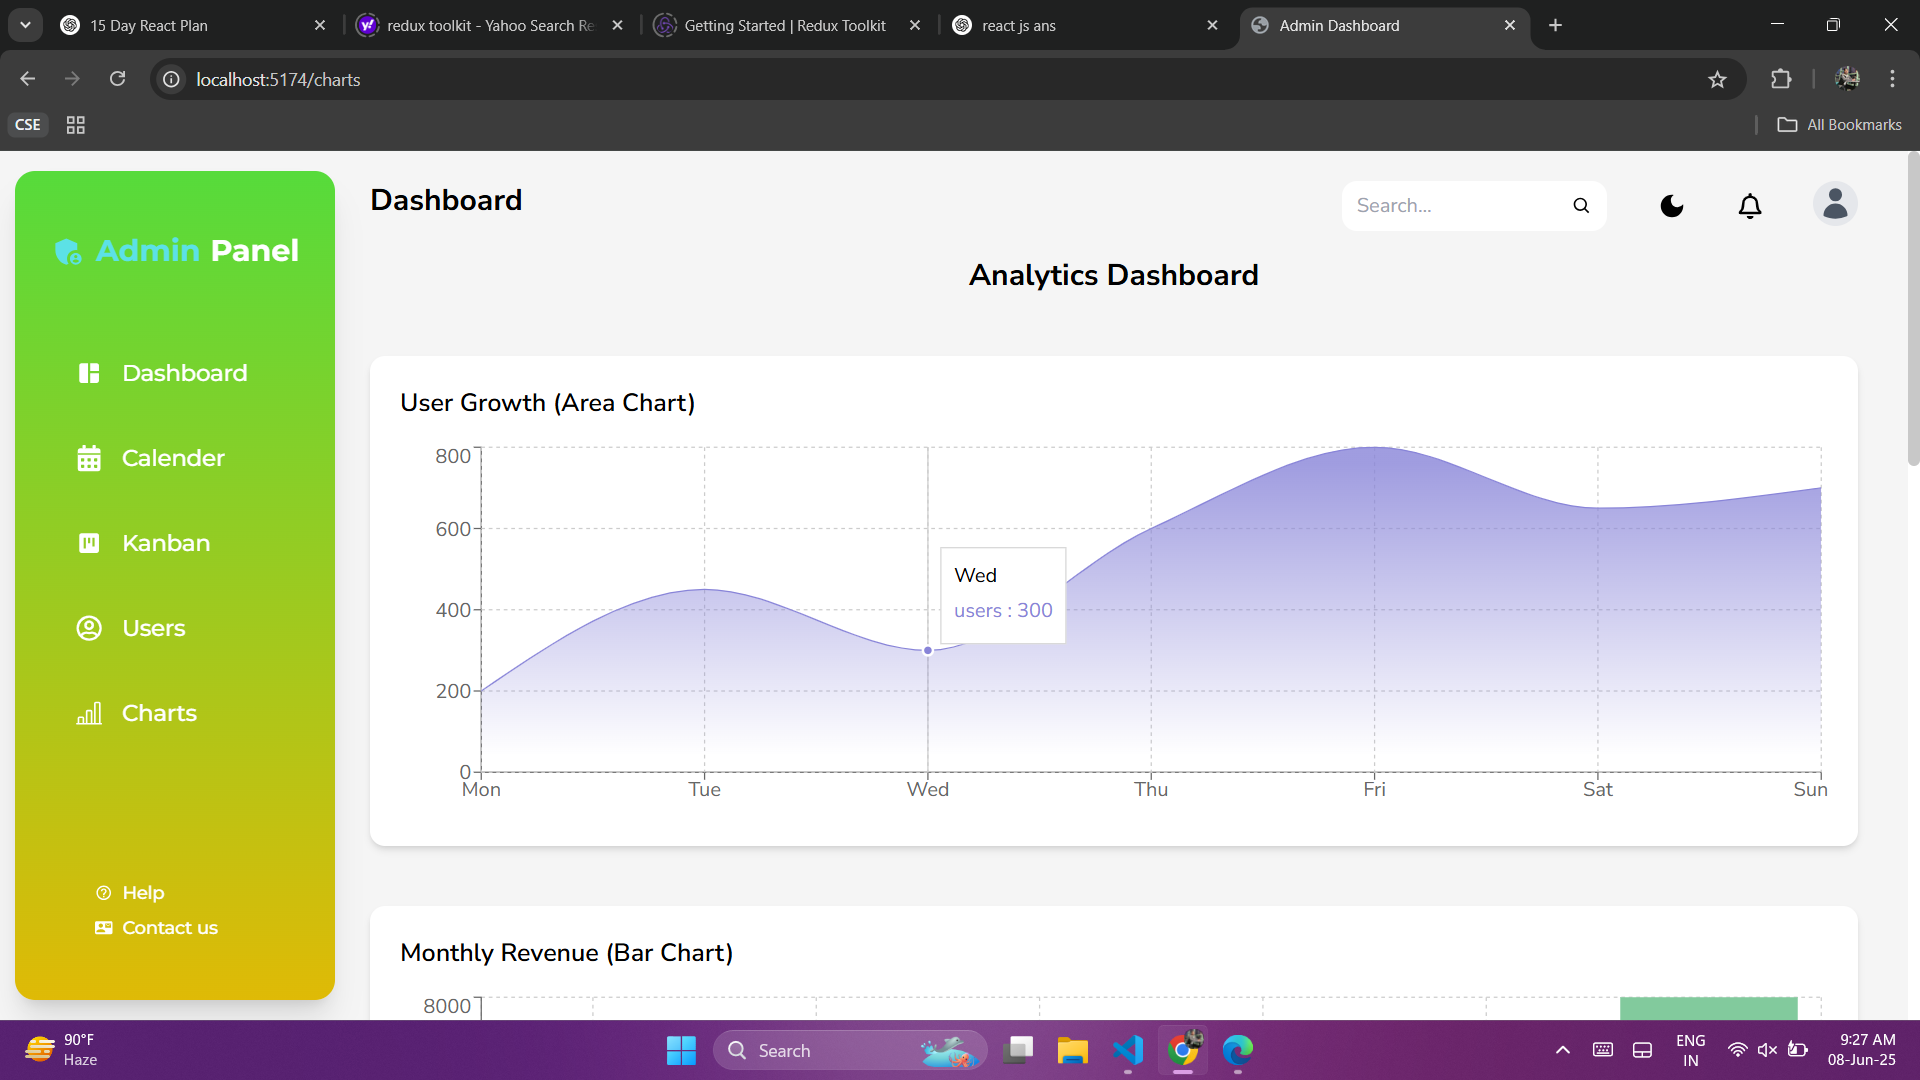 15 Day React Plan
redux toolkit - Yahoo Search Re
Getting Started | Redux Toolkit
react js ans
Admin Dashboard
localhost:5174/charts
CSE
All Bookmarks
Admin Panel
Dashboard
Calender
Kanban
Users
Charts
Help
Contact us
Dashboard
Search...
Analytics Dashboard
User Growth (Area Chart)
800
600
400
200
0
Wed
users : 300
Mon Tue Wed Thu Fri Sat Sun
Monthly Revenue (Bar Chart)
8000
90°F
Haze
Search
ENG
IN
9:27 AM
08-Jun-25